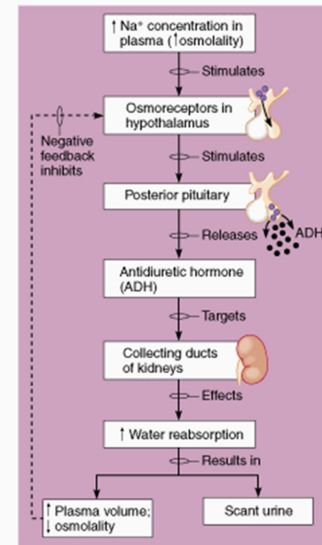 ↑ Na⁺ concentration in
plasma (↑osmolality)
Stimulates
Osmoreceptors in
hypothalamus
Negative
feedback
inhibits
Stimulates
Posterior pituitary
Releases
ADH
Antidiuretic hormone
(ADH)
Targets
Collecting ducts
of kidneys
Effects
↑ Water reabsorption
Results in
↑ Plasma volume;
↓ osmolality
Scant urine